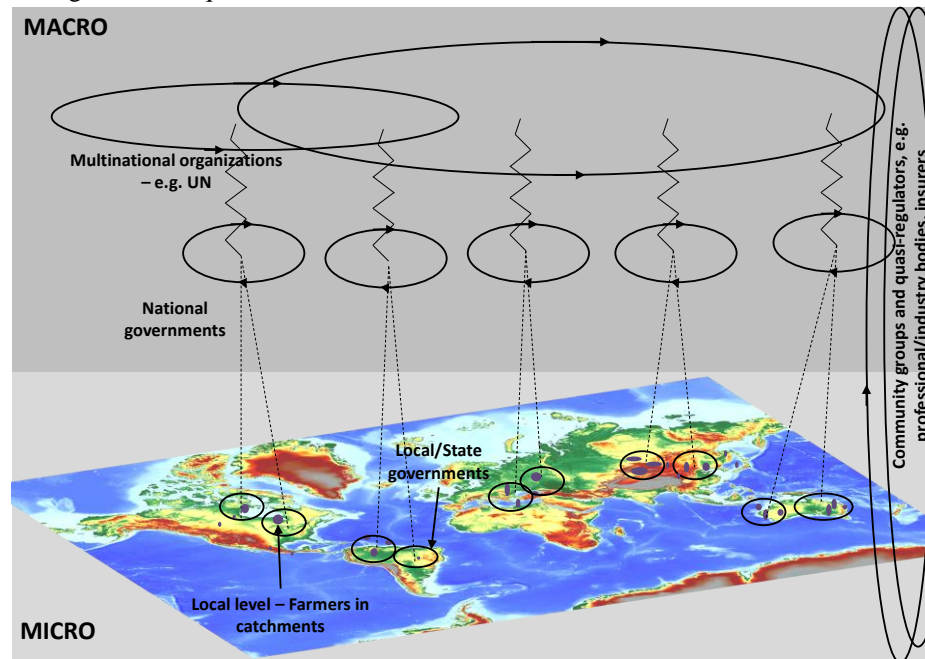 MACRO
Multinational organizations
– e.g. UN
National
governments
Community groups and quasi-regulators, e.g.
professional/industry bodies, insurers
Local/State
governments
Local level – Farmers in
catchments
MICRO